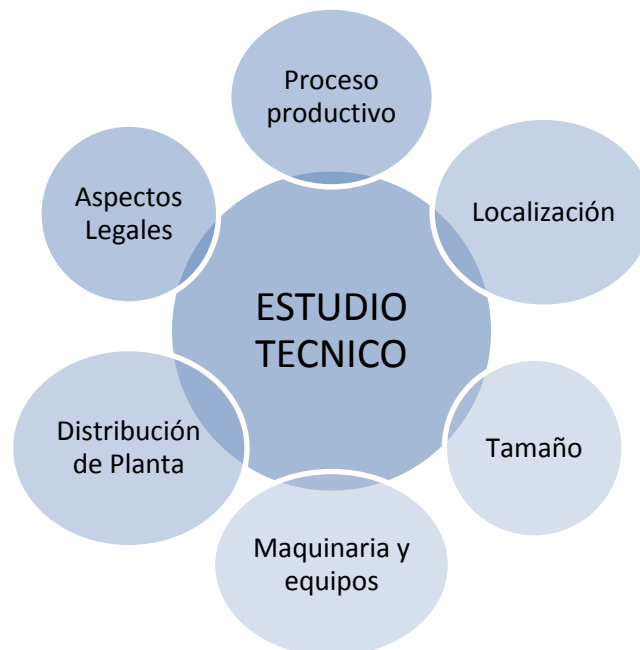 Proceso
productivo
Localización
Tamaño
Maquinaria y
equipos
Distribución
de Planta
Aspectos
Legales
ESTUDIO
TECNICO